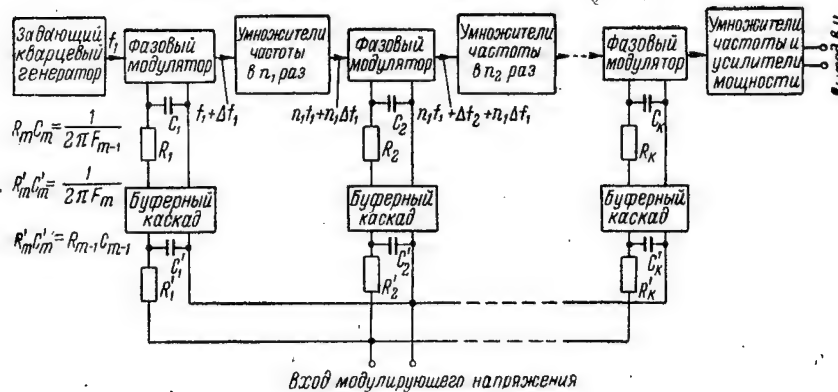 Задающий
кварцевый
генератор
f₁
Фазовый
модулятор
Умножители
частоты
в n₁ раз
Фазовый
модулятор
Умножители
частоты
в n₂ раз
Фазовый
модулятор
Умножители
частоты и
усилители
мощности
f₁+Δf₁
n₁f₁+n₁Δf₁
n₁f₁+Δf₂+n₁Δf₁
C₁
C₂
Cₖ
R₁
R₂
Rₖ
RₘCₘ=1/(2πFₘ₋₁)
R'ₘC'ₘ=1/(2πFₘ)
R'ₘC'ₘ=Rₘ₋₁Cₘ₋₁
Буферный
каскад
Буферный
каскад
Буферный
каскад
C'₁
C'₂
C'ₖ
R'₁
R'₂
R'ₖ
Вход модулирующего напряжения